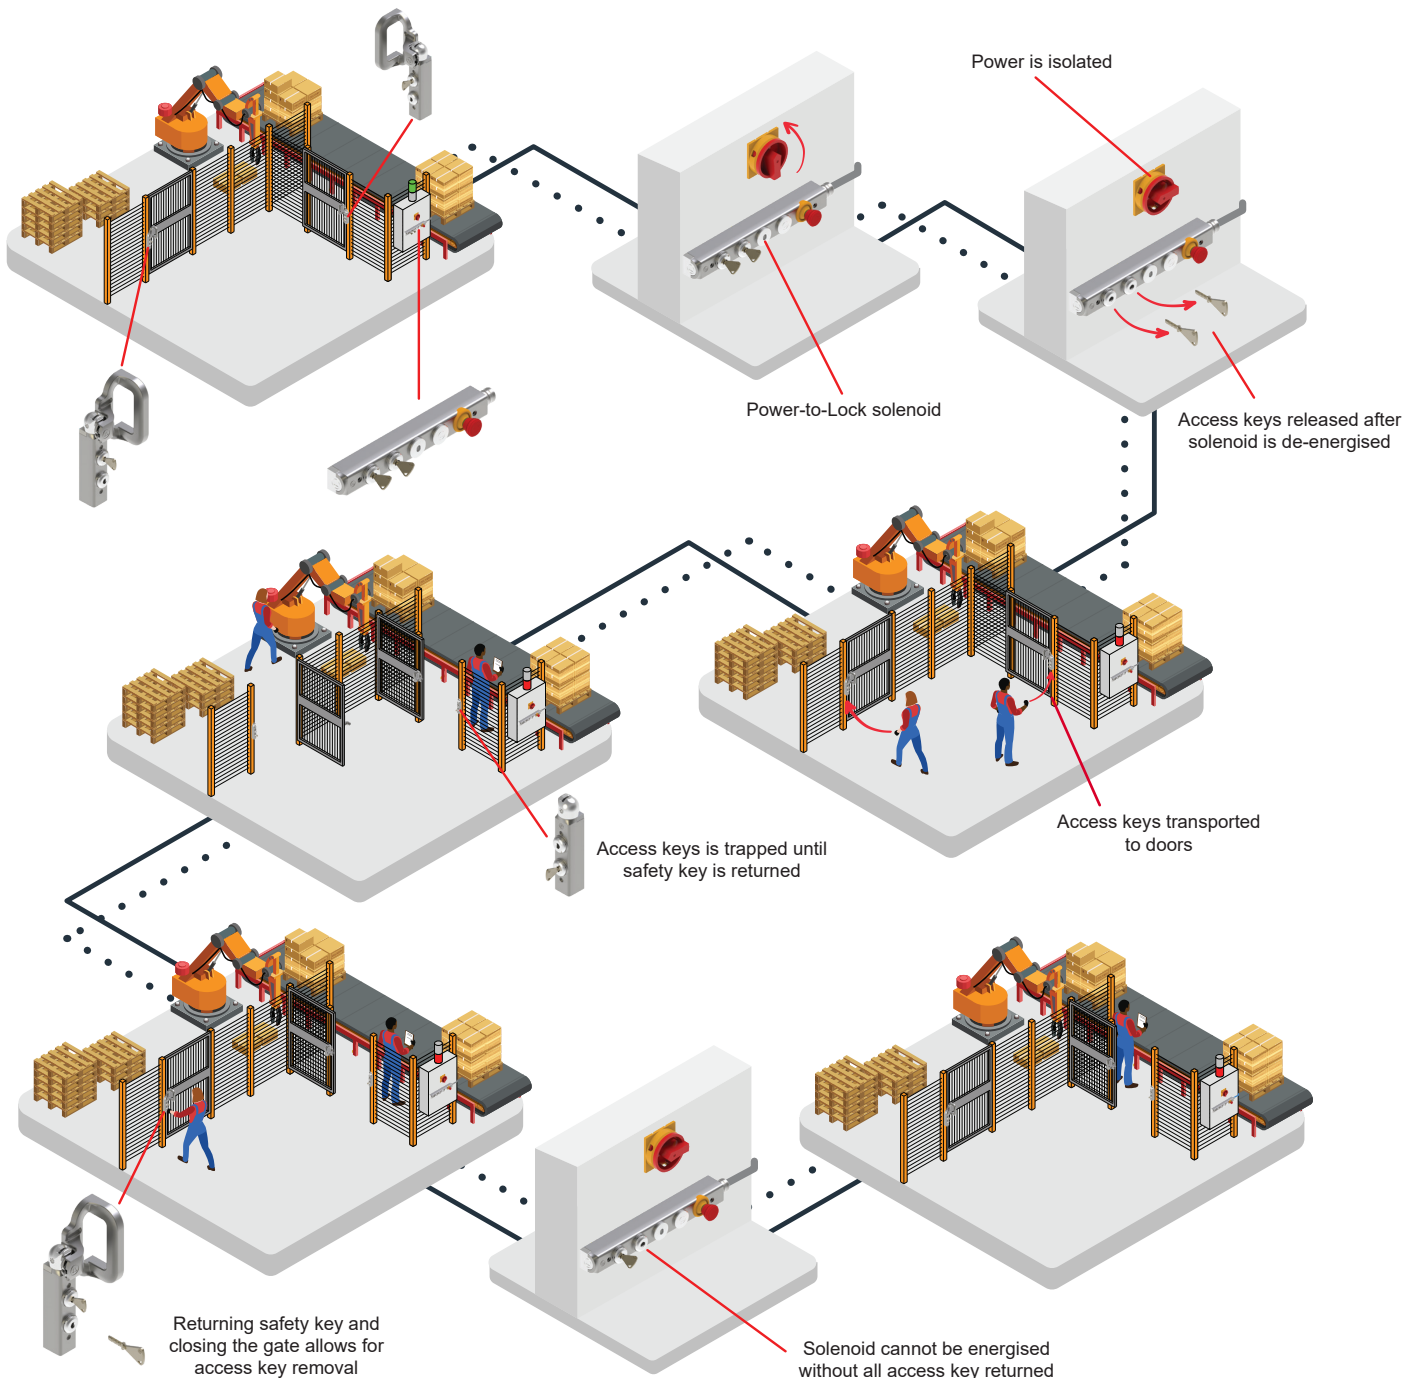 Power is isolated
Power-to-Lock solenoid
Access keys released after
solenoid is de-energised
Access keys transported
to doors
Access keys is trapped until
safety key is returned
Returning safety key and
closing the gate allows for
access key removal
Solenoid cannot be energised
without all access key returned